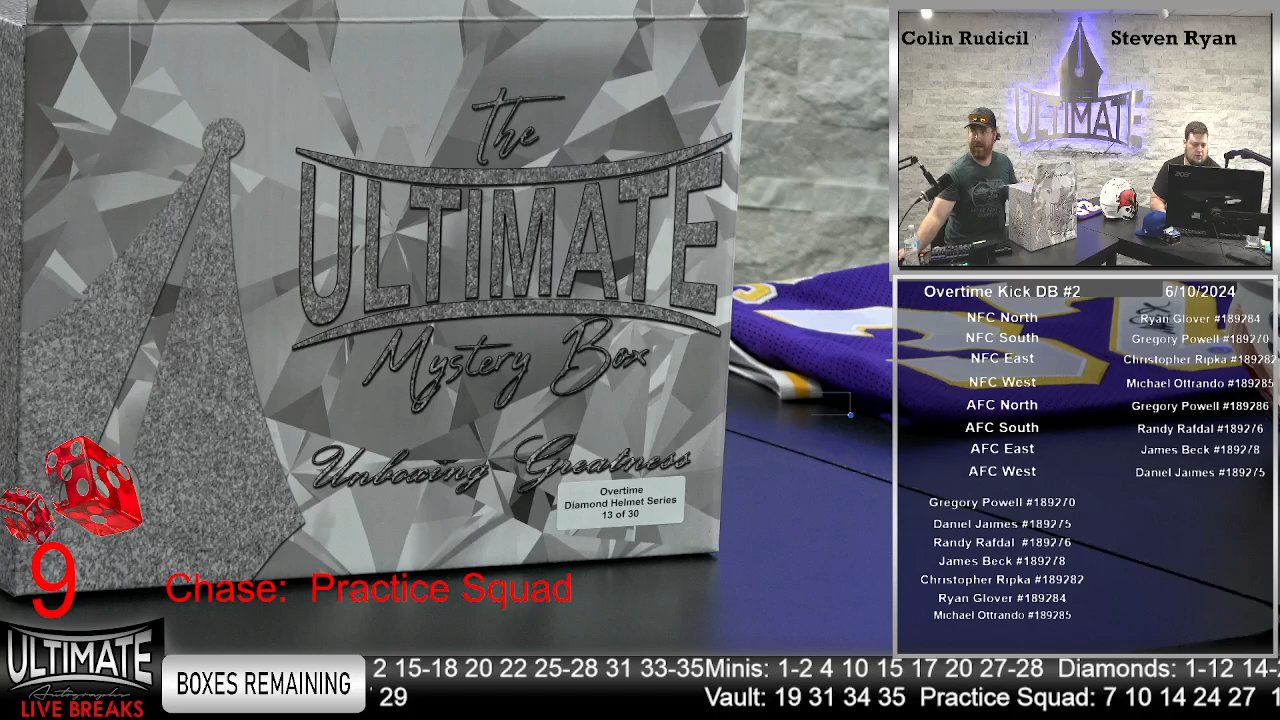 The
ULTIMATE
Mystery Box
Unboxing Greatness
Overtime
Diamond Helmet Series
13 of 30
9
Chase: Practice Squad
Colin Rudicil
Steven Ryan
ULTIMATE
acer
Overtime Kick DB #2 6/10/2024
NFC North Ryan Glover #189284
NFC South Gregory Powell #189270
NFC East Christopher Ripka #189282
NFC West Michael Ottrando #189285
AFC North Gregory Powell #189286
AFC South Randy Rafdal #189276
AFC East James Beck #189278
AFC West Daniel Jaimes #189275
Gregory Powell #189270
Daniel Jaimes #189275
Randy Rafdal #189276
James Beck #189278
Christopher Ripka #189282
Ryan Glover #189284
Michael Ottrando #189285
ULTIMATE
Autographs
LIVE BREAKS
BOXES REMAINING
2 15-18 20 22 25-28 31 33-35Minis: 1-2 4 10 15 17 20 27-28 Diamonds: 1-12 14-2
29 Vault: 19 31 34 35 Practice Squad: 7 10 14 24 27 1